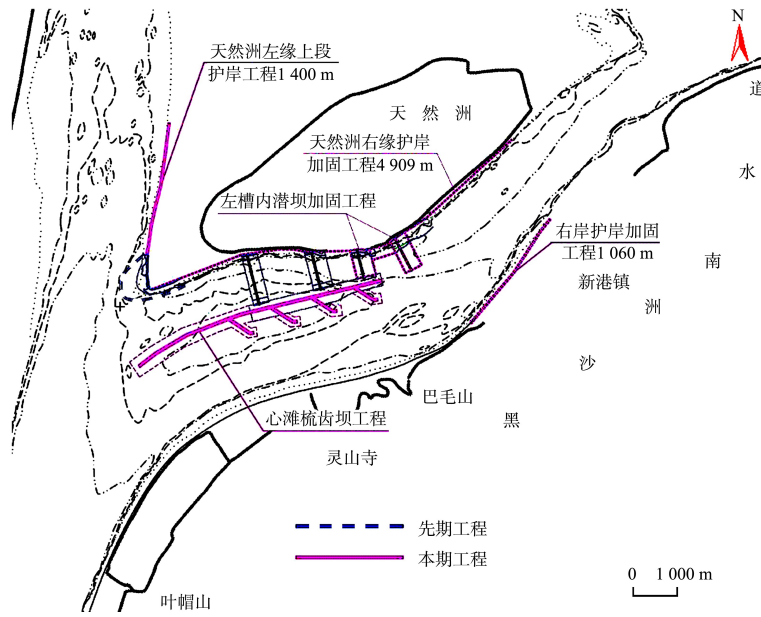 N
天然洲左缘上段
护岸工程1 400 m
道
天然洲
天然洲右缘护岸
加固工程4 909 m
水
左槽内潜坝加固工程
右岸护岸加固
工程1 060 m
南
新港镇
洲
沙
巴毛山
黑
心滩梳齿坝工程
灵山寺
先期工程
本期工程
0 1 000 m
叶帽山